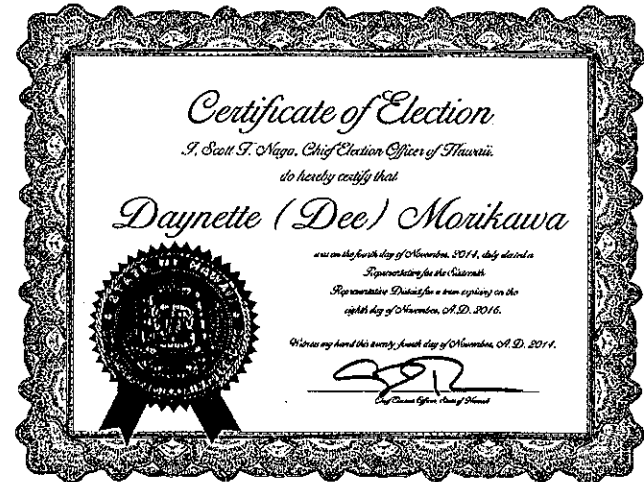 Certificate of Election
I, Scott T. Nago, Chief Election Officer of Hawaii,
do hereby certify that
Daynette (Dee) Morikawa
was on the fourth day of November, 2014, duly elected a
Representative for the Sixteenth
Representative District for a term expiring on the
eighth day of November, A.D. 2016.
Witness my hand this twenty-fourth day of November, A.D. 2014.
Chief Election Officer, State of Hawaii
STATE OF HAWAII